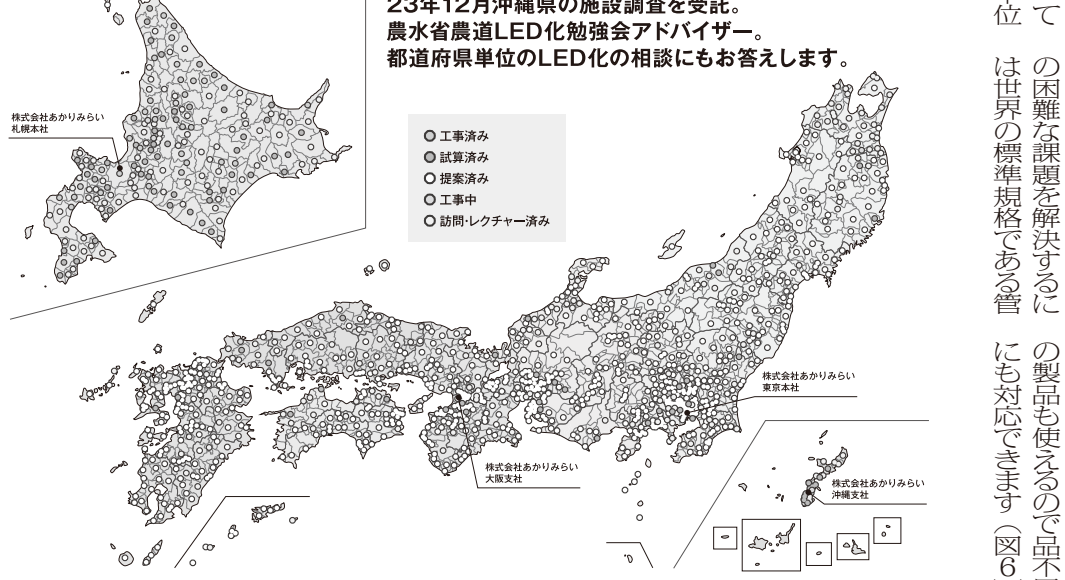 23年12月沖縄県の施設調査を受託。
農水省農道LED化勉強会アドバイザー。
都道府県単位のLED化の相談にもお答えします。
株式会社あかりみらい
札幌本社
工事済み
試算済み
提案済み
工事中
訪問・レクチャー済み
株式会社あかりみらい
東京本社
株式会社あかりみらい
大阪支社
株式会社あかりみらい
沖縄支社
て
の困難な課題を解決するに
の製品も使えるので品不
位
は世界の標準規格である管
にも対応できます（図６